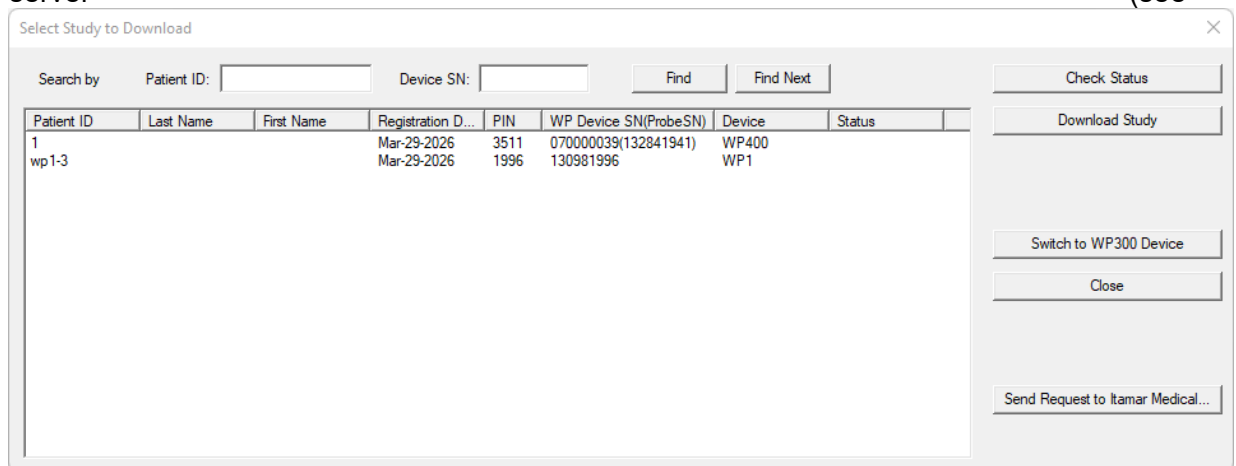 Select Study to Download
Search by Patient ID: Device SN: Find Find Next Check Status
Patient ID Last Name First Name Registration D... PIN WP Device SN(ProbeSN) Device Status Download Study
1 Mar-29-2026 3511 070000039(132841941) WP400
wp1-3 Mar-29-2026 1996 130981996 WP1
Switch to WP300 Device
Close
Send Request to Itamar Medical...